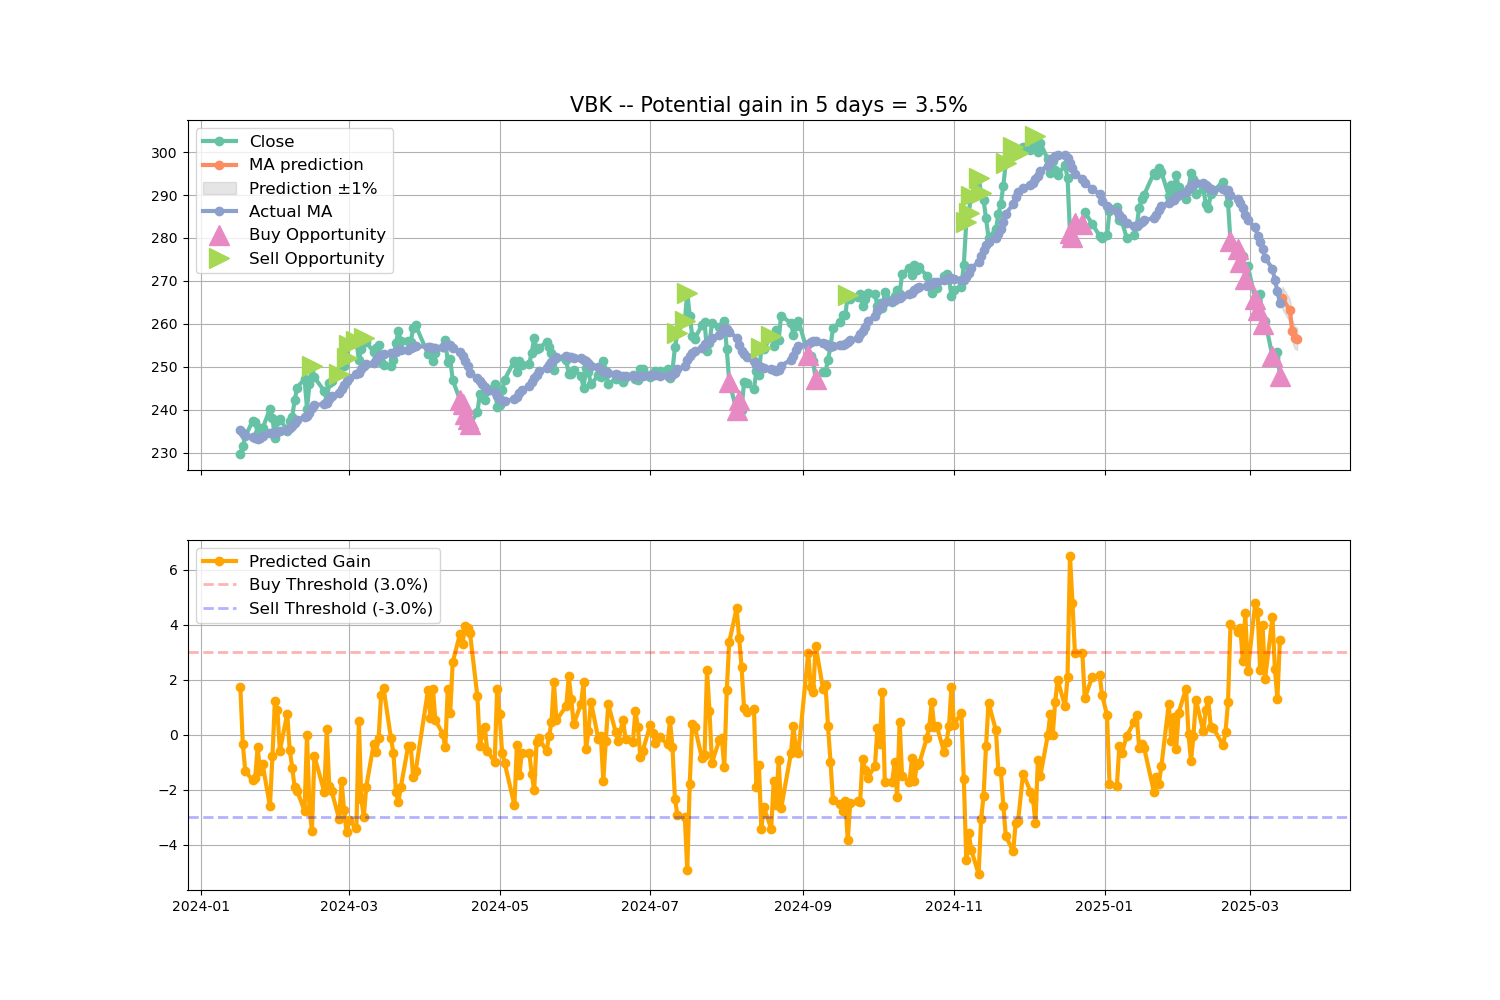 VBK -- Potential gain in 5 days = 3.5%
Close
MA prediction
Prediction ±1%
Actual MA
Buy Opportunity
Sell Opportunity
300
290
280
270
260
250
240
230
Predicted Gain
Buy Threshold (3.0%)
Sell Threshold (-3.0%)
6
4
2
0
−2
−4
2024-01 2024-03 2024-05 2024-07 2024-09 2024-11 2025-01 2025-03